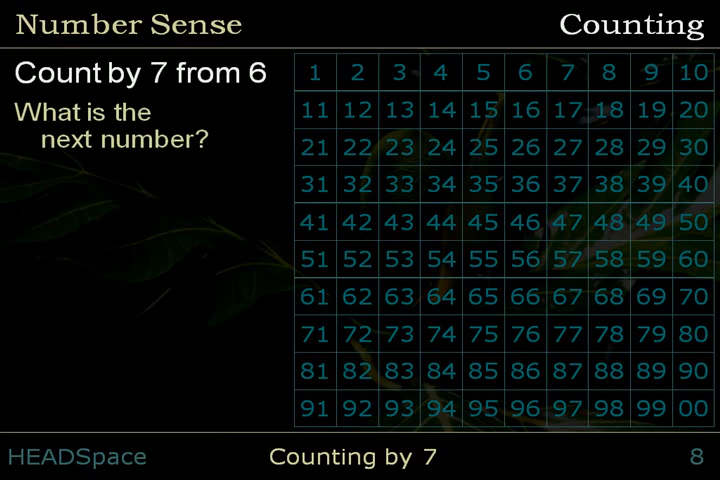 Number Sense Counting
Count by 7 from 6
What is the
next number?
1 2 3 4 5 6 7 8 9 10
11 12 13 14 15 16 17 18 19 20
21 22 23 24 25 26 27 28 29 30
31 32 33 34 35 36 37 38 39 40
41 42 43 44 45 46 47 48 49 50
51 52 53 54 55 56 57 58 59 60
61 62 63 64 65 66 67 68 69 70
71 72 73 74 75 76 77 78 79 80
81 82 83 84 85 86 87 88 89 90
91 92 93 94 95 96 97 98 99 00
HEADSpace Counting by 7 8